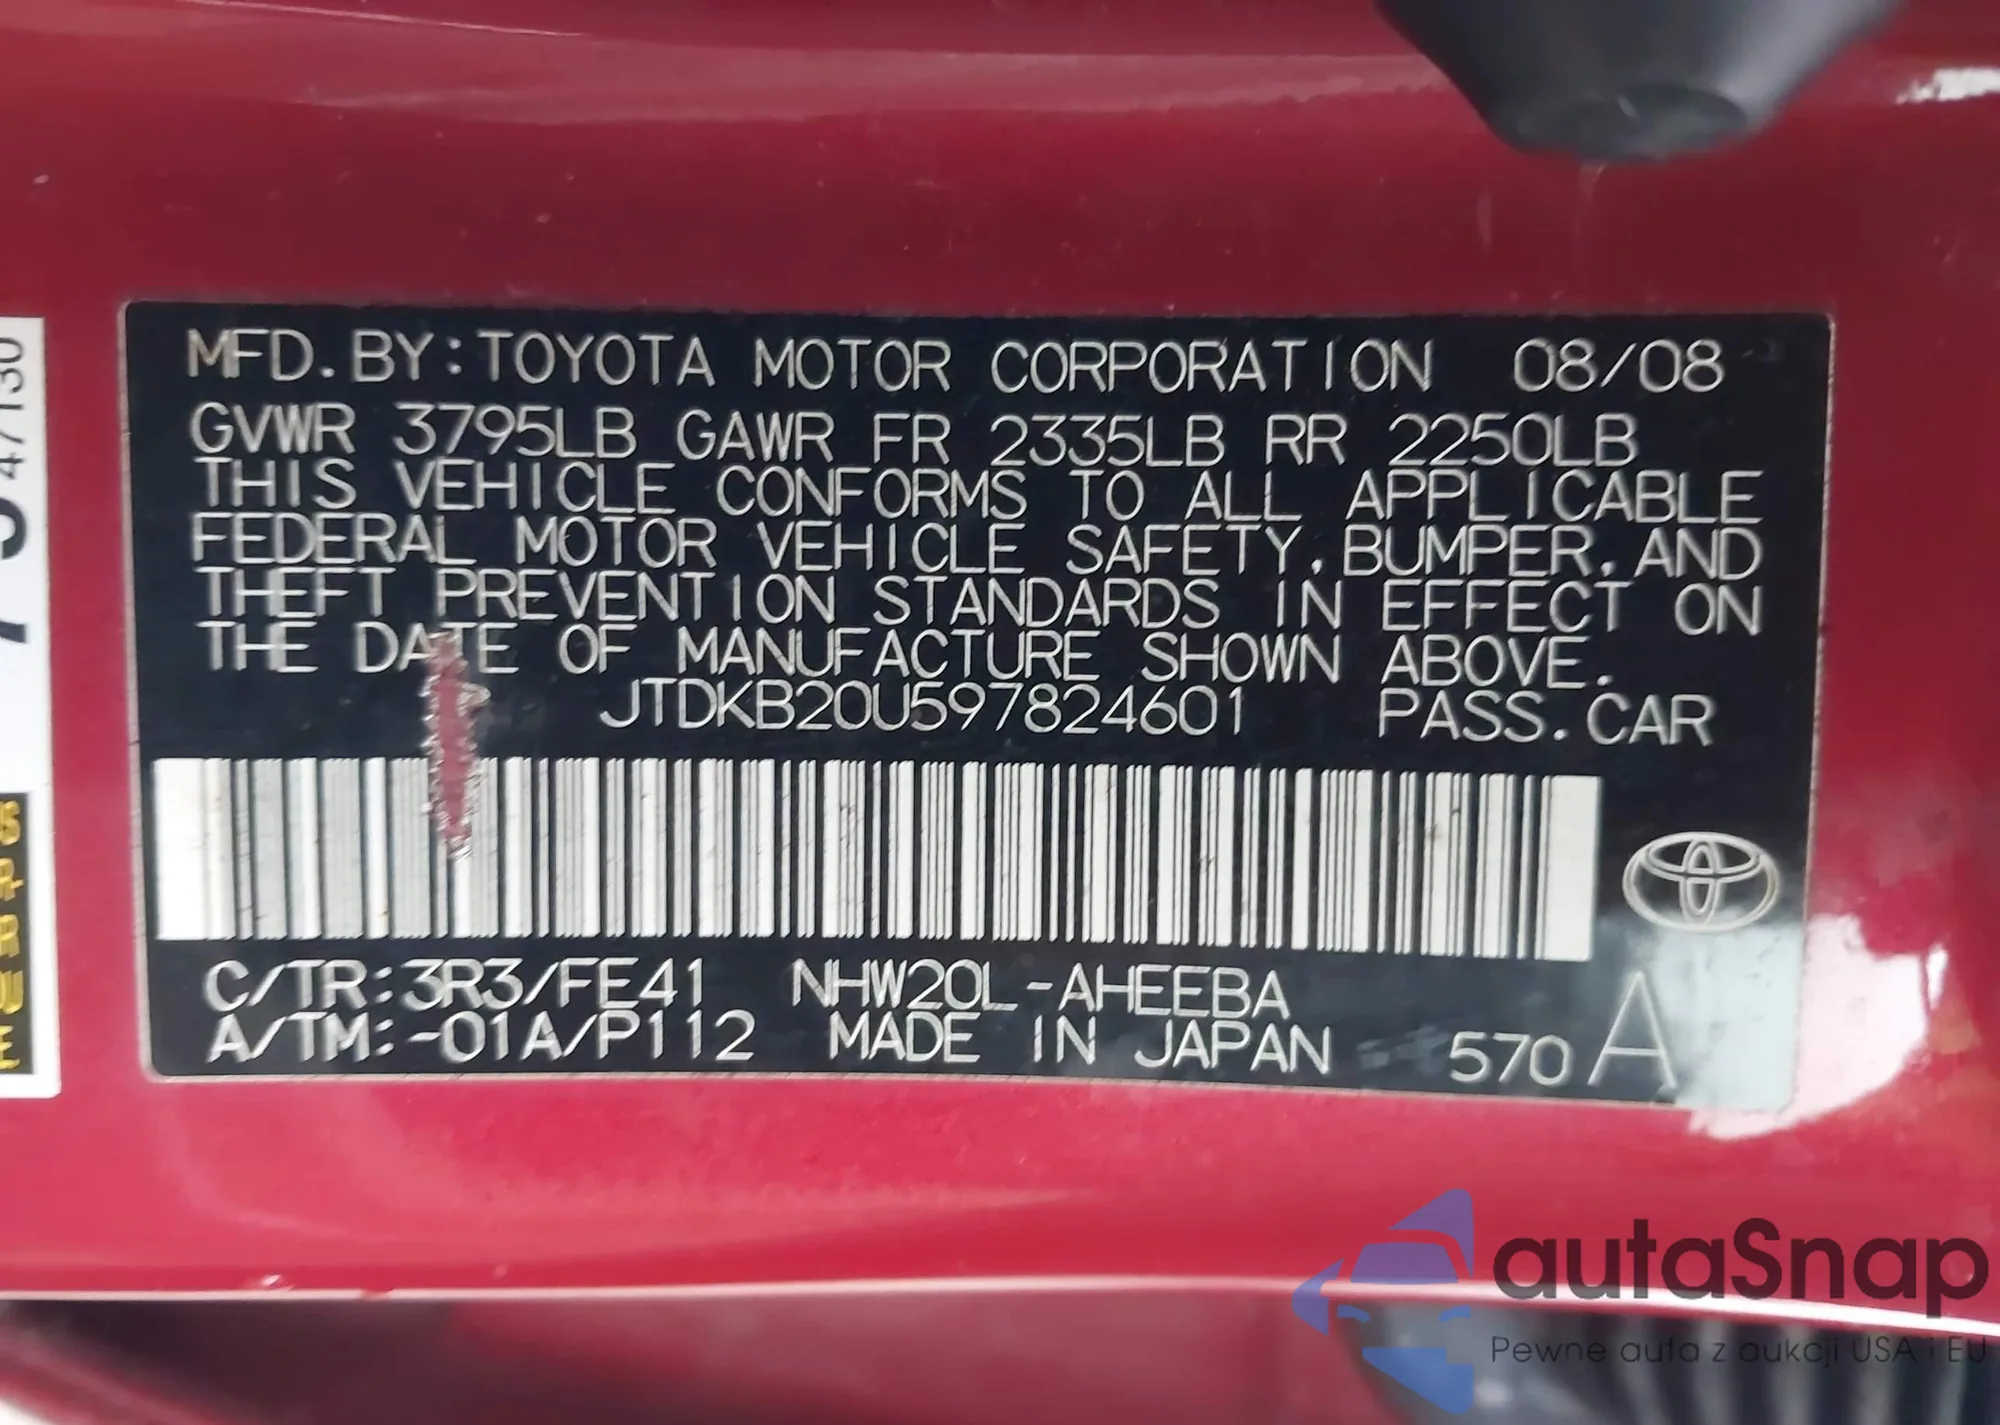 MFD. BY: TOYOTA MOTOR CORPORATION 08/08
GVWR 3795LB GAWR FR 2335LB RR 2250LB
THIS VEHICLE CONFORMS TO ALL APPLICABLE
FEDERAL MOTOR VEHICLE SAFETY, BUMPER, AND
THEFT PREVENTION STANDARDS IN EFFECT ON
THE DATE OF MANUFACTURE SHOWN ABOVE.
JTDKB20U597824601 PASS. CAR
C/TR:3R3/FE41 NHW20L-AHEEBA
A/TM:-01A/P112 MADE IN JAPAN 570 A
47130
autaSnap
Pewne auta z aukcji USA i EU